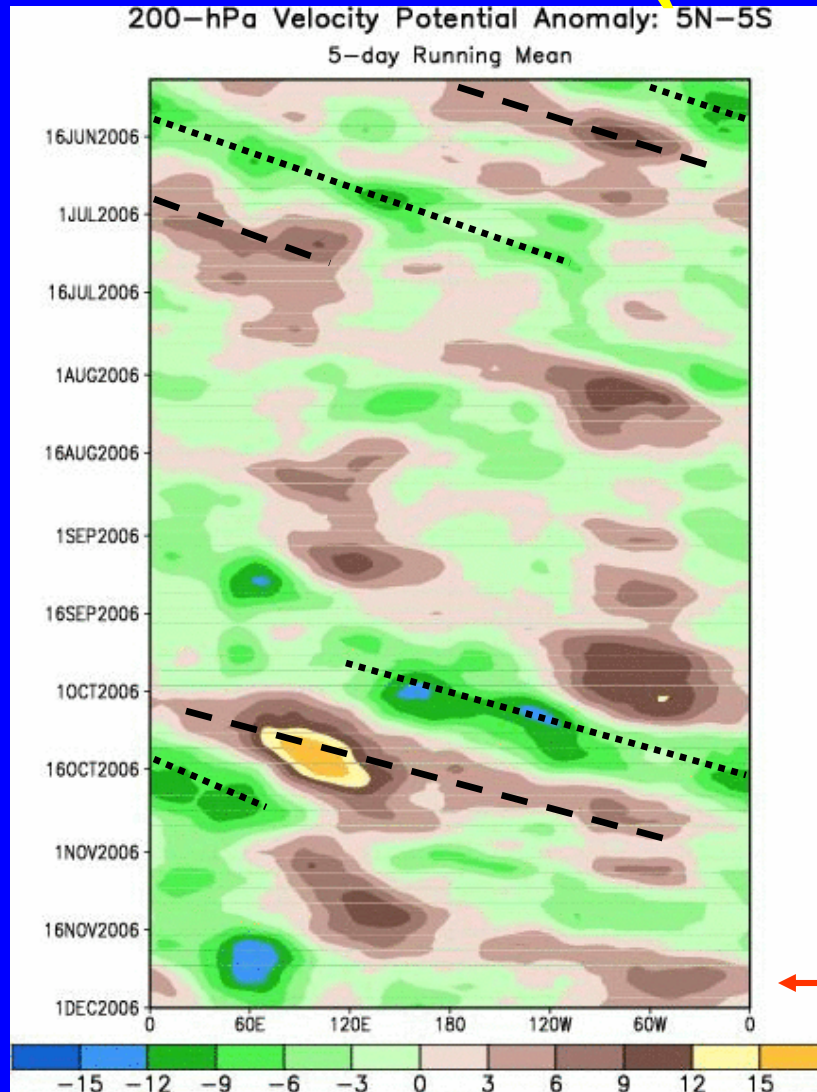 200-hPa Velocity Potential Anomaly: 5N-5S
5-day Running Mean
16JUN2006
1JUL2006
16JUL2006
1AUG2006
16AUG2006
1SEP2006
16SEP2006
1OCT2006
16OCT2006
1NOV2006
16NOV2006
1DEC2006
0 60E 120E 180 120W 60W 0
-15 -12 -9 -6 -3 0 3 6 9 12 15